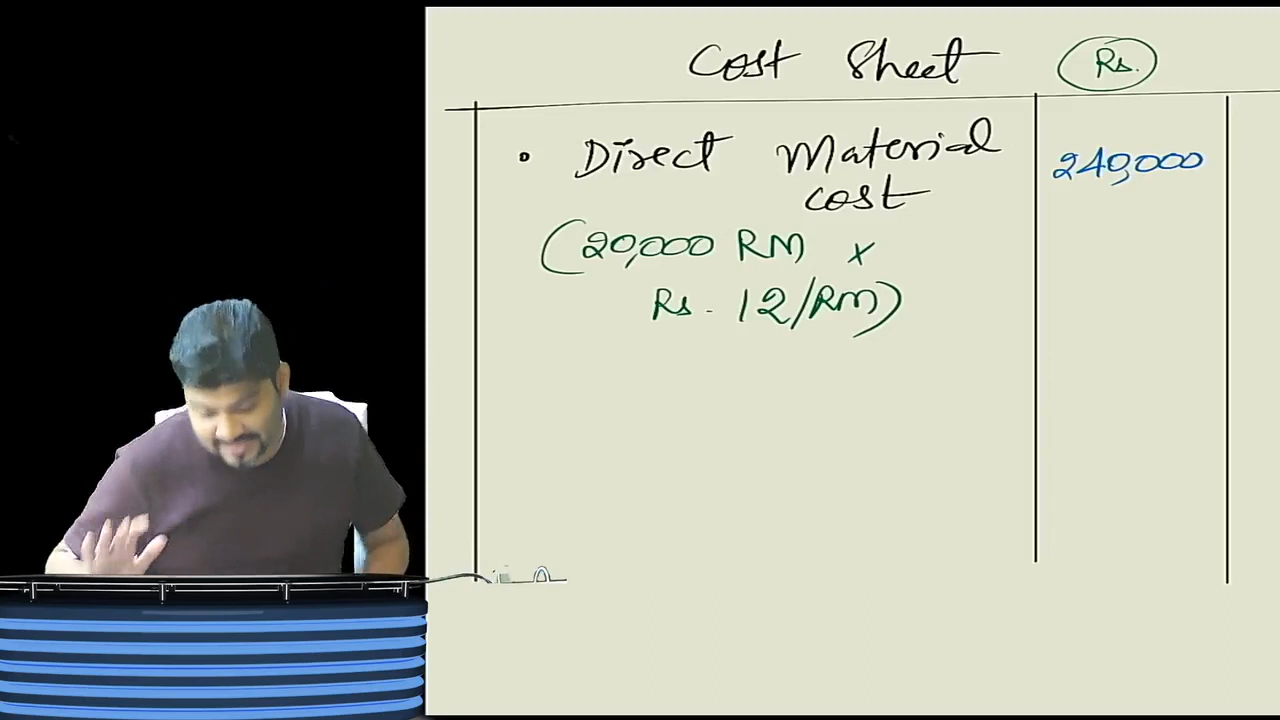 Cost Sheet Rs.
• Direct Material 240,000
cost
(20,000 RM x
Rs. 12/RM)